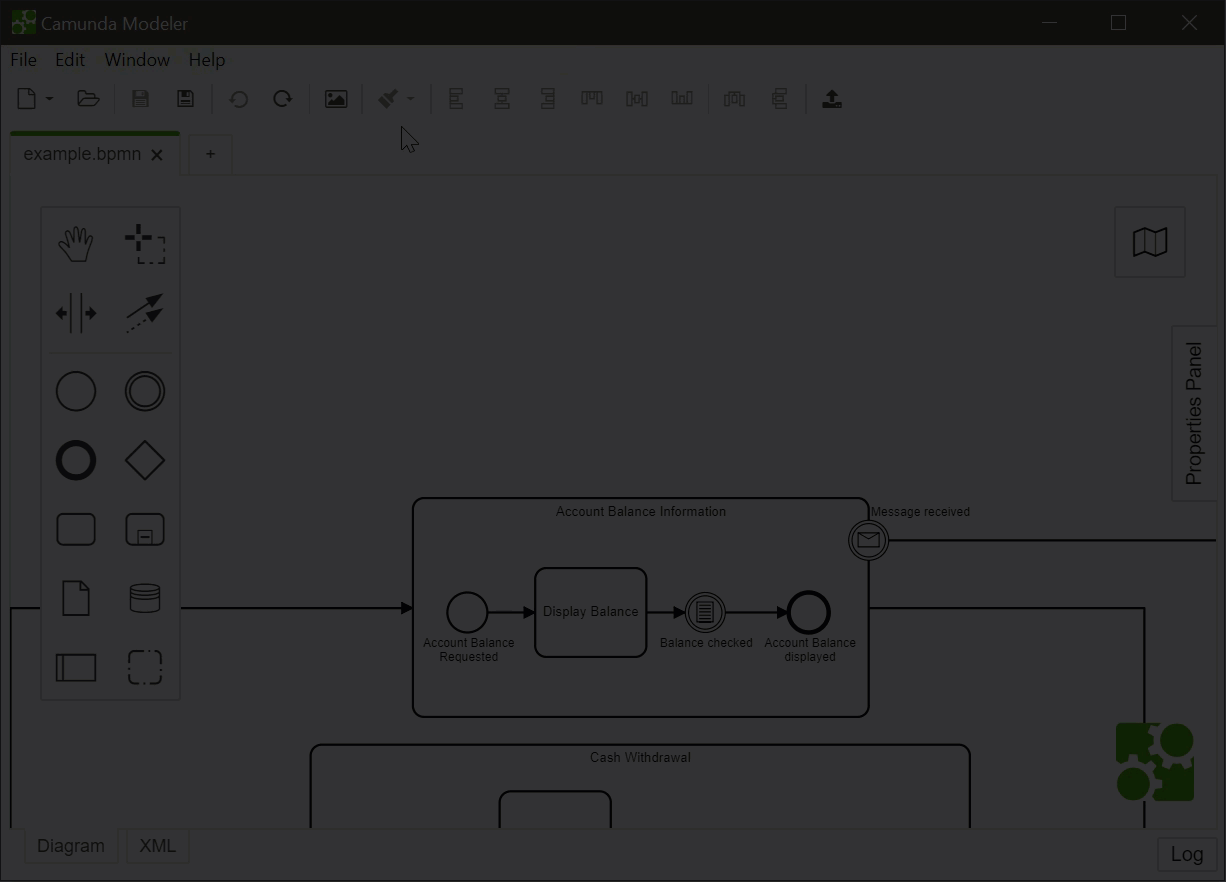 Camunda Modeler
File Edit Window Help
example.bpmn
+
Properties Panel
Account Balance Information
Message received
Display Balance
Account Balance
Requested
Balance checked
Account Balance
displayed
Cash Withdrawal
Diagram XML
Log